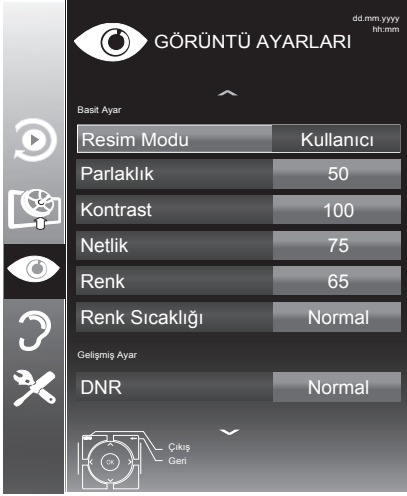 dd.mm.yyyy
hh:mm
GÖRÜNTÜ AYARLARI
Basit Ayar
Resim Modu Kullanıcı
Parlaklık 50
Kontrast 100
Netlik 75
Renk 65
Renk Sıcaklığı Normal
Gelişmiş Ayar
DNR Normal
Çıkış
OK Geri